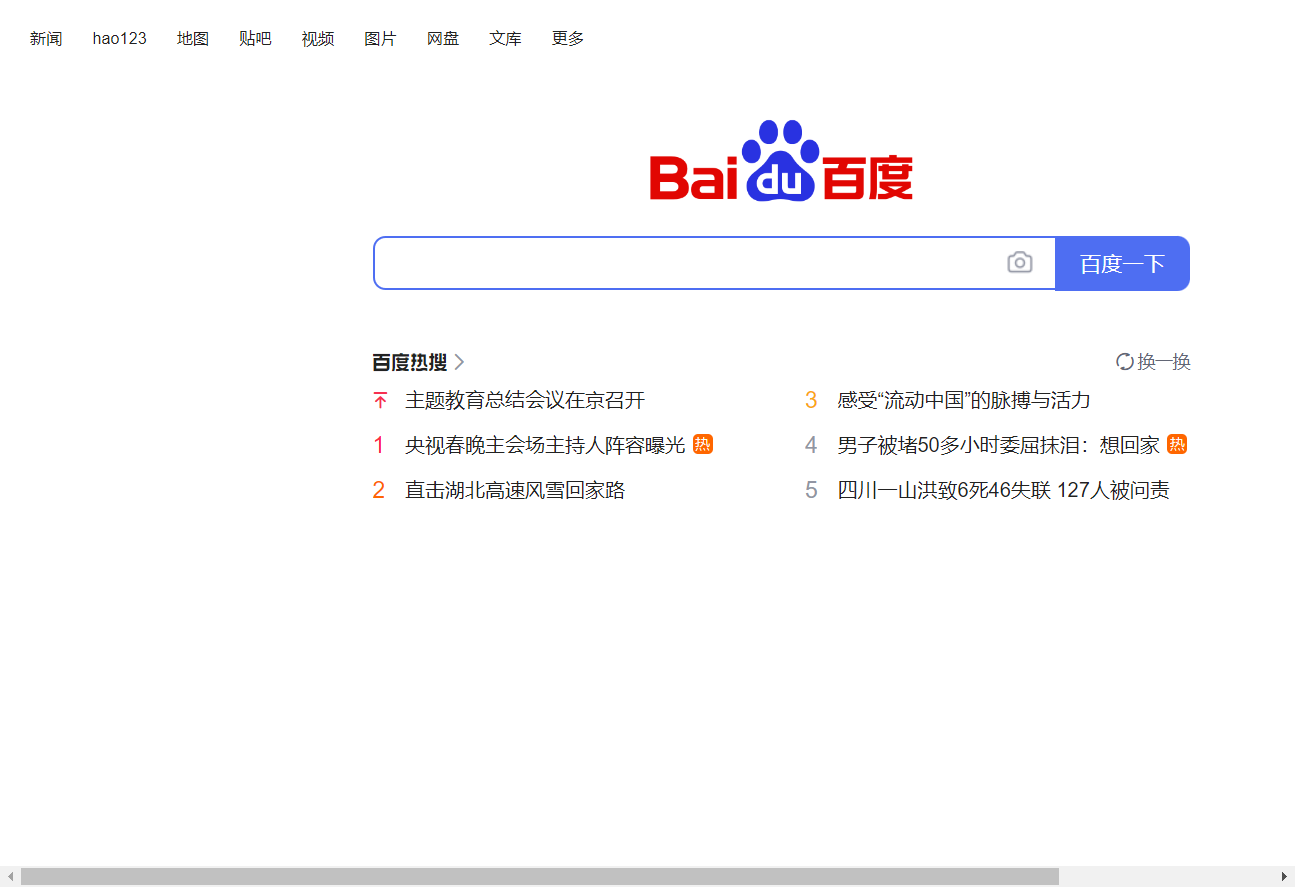 新闻 hao123 地图 贴吧 视频 图片 网盘 文库 更多
Baidu百度
百度一下
百度热搜 换一换
主题教育总结会议在京召开
1 央视春晚主会场主持人阵容曝光 热
2 直击湖北高速风雪回家路
3 感受“流动中国”的脉搏与活力
4 男子被堵50多小时委屈抹泪：想回家 热
5 四川一山洪致6死46失联 127人被问责